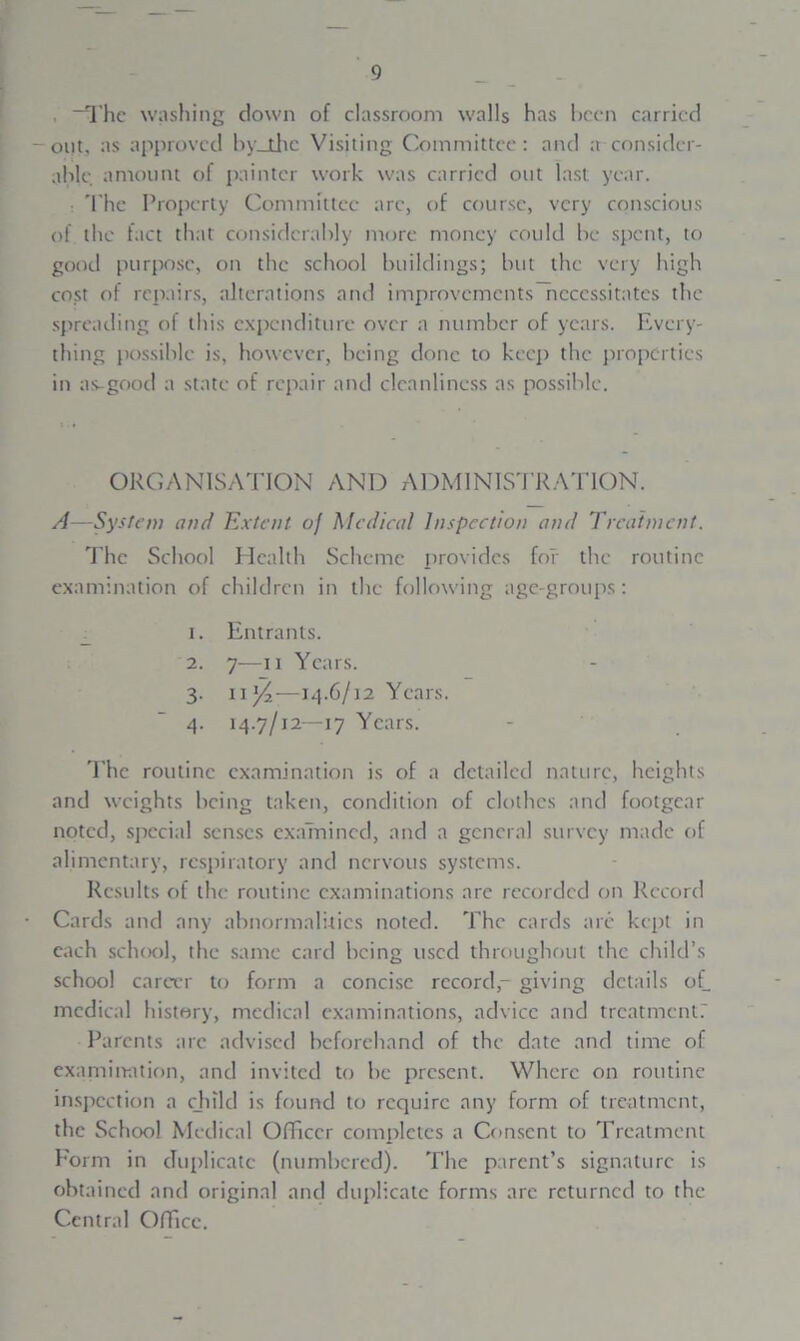 9
The washing down of classroom walls has been carried
out, as approved by the Visiting Committee: and a consider-
able amount of painter work was carried out last year.
The Property Committee are, of course, very conscious
of the fact that considerably more money could be spent, to
good purpose, on the school buildings; but the very high
cost of repairs, alterations and improvements necessitates the
spreading of this expenditure over a number of years. Every-
thing possible is, however, being done to keep the properties
in as good a state of repair and cleanliness as possible.
ORGANISATION AND ADMINISTRATION.
A—System and Extent of Medical Inspection and Treatment.
The School Health Scheme provides for the routine
examination of children in the following age-groups:
1. Entrants.
2. 7—11 Years.
3. 11½—14.6/12 Years.
4. 14.7/12—17 Years.
The routine examination is of a detailed nature, heights
and weights being taken, condition of clothes and footgear
noted, special senses examined, and a general survey made of
alimentary, respiratory and nervous systems.
Results of the routine examinations are recorded on Record
Cards and any abnormalities noted. The cards are kept in
each school, the same card being used throughout the child's
school career to form a concise record, giving details of
medical history, medical examinations, advice and treatment.
Parents are advised beforehand of the date and time of
examination, and invited to be present. Where on routine
inspection a child is found to require any form of treatment,
the School Medical Officer completes a Consent to Treatment
Form in duplicate (numbered). The parent's signature is
obtained and original and duplicate forms are returned to the
Central Office.